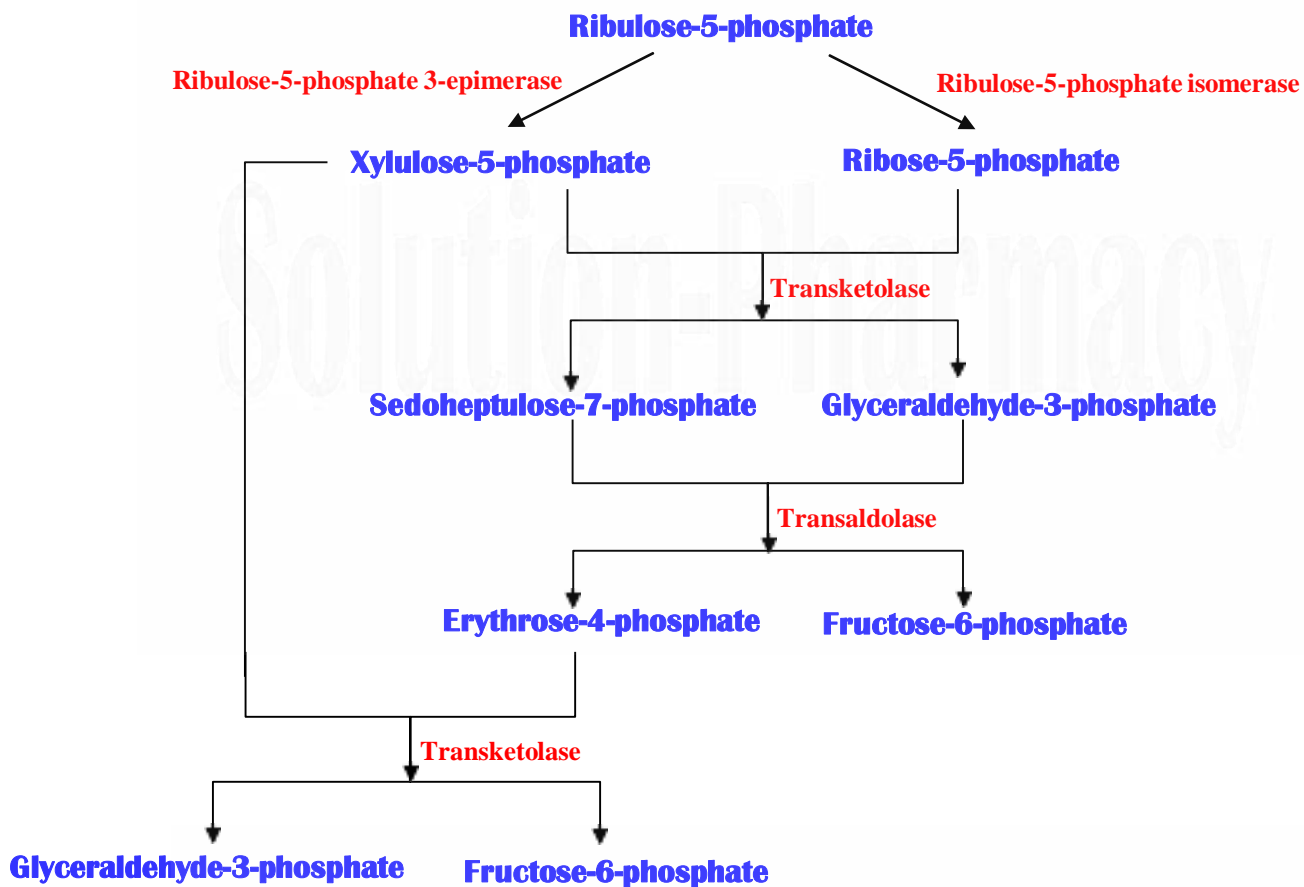 Ribulose-5-phosphate
Ribulose-5-phosphate 3-epimerase
Ribulose-5-phosphate isomerase
Xylulose-5-phosphate
Ribose-5-phosphate
Solution-Pharmacy
Transketolase
Sedoheptulose-7-phosphate
Glyceraldehyde-3-phosphate
Transaldolase
Erythrose-4-phosphate
Fructose-6-phosphate
Transketolase
Glyceraldehyde-3-phosphate
Fructose-6-phosphate